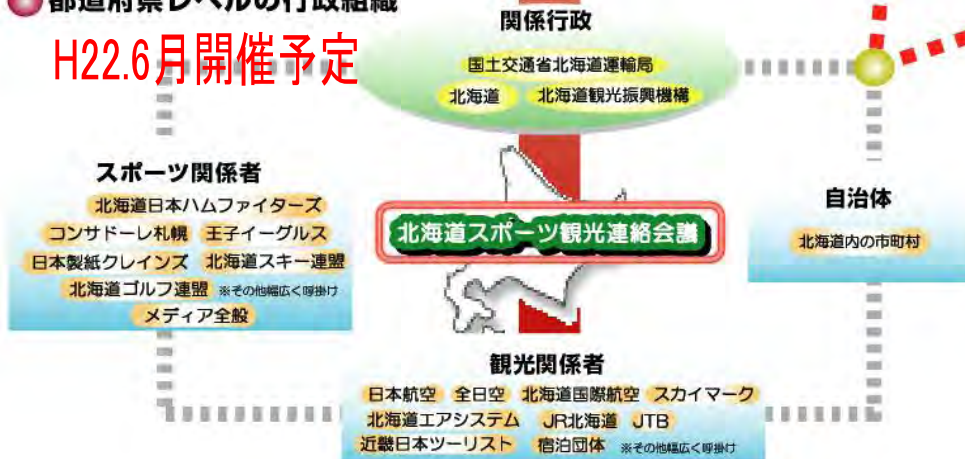 都道府県レベルの行政組織
H22.6月開催予定
関係行政
国土交通省北海道運輸局
北海道 北海道観光振興機構
スポーツ関係者
北海道日本ハムファイターズ
コンサドーレ札幌 王子イーグルス
日本製紙クレインズ 北海道スキー連盟
北海道ゴルフ連盟 ※その他幅広く呼掛け
メディア全般
北海道スポーツ観光連絡会議
自治体
北海道内の市町村
観光関係者
日本航空 全日空 北海道国際航空 スカイマーク
北海道エアシステム JR北海道 JTB
近畿日本ツーリスト 宿泊団体 ※その他幅広く呼掛け